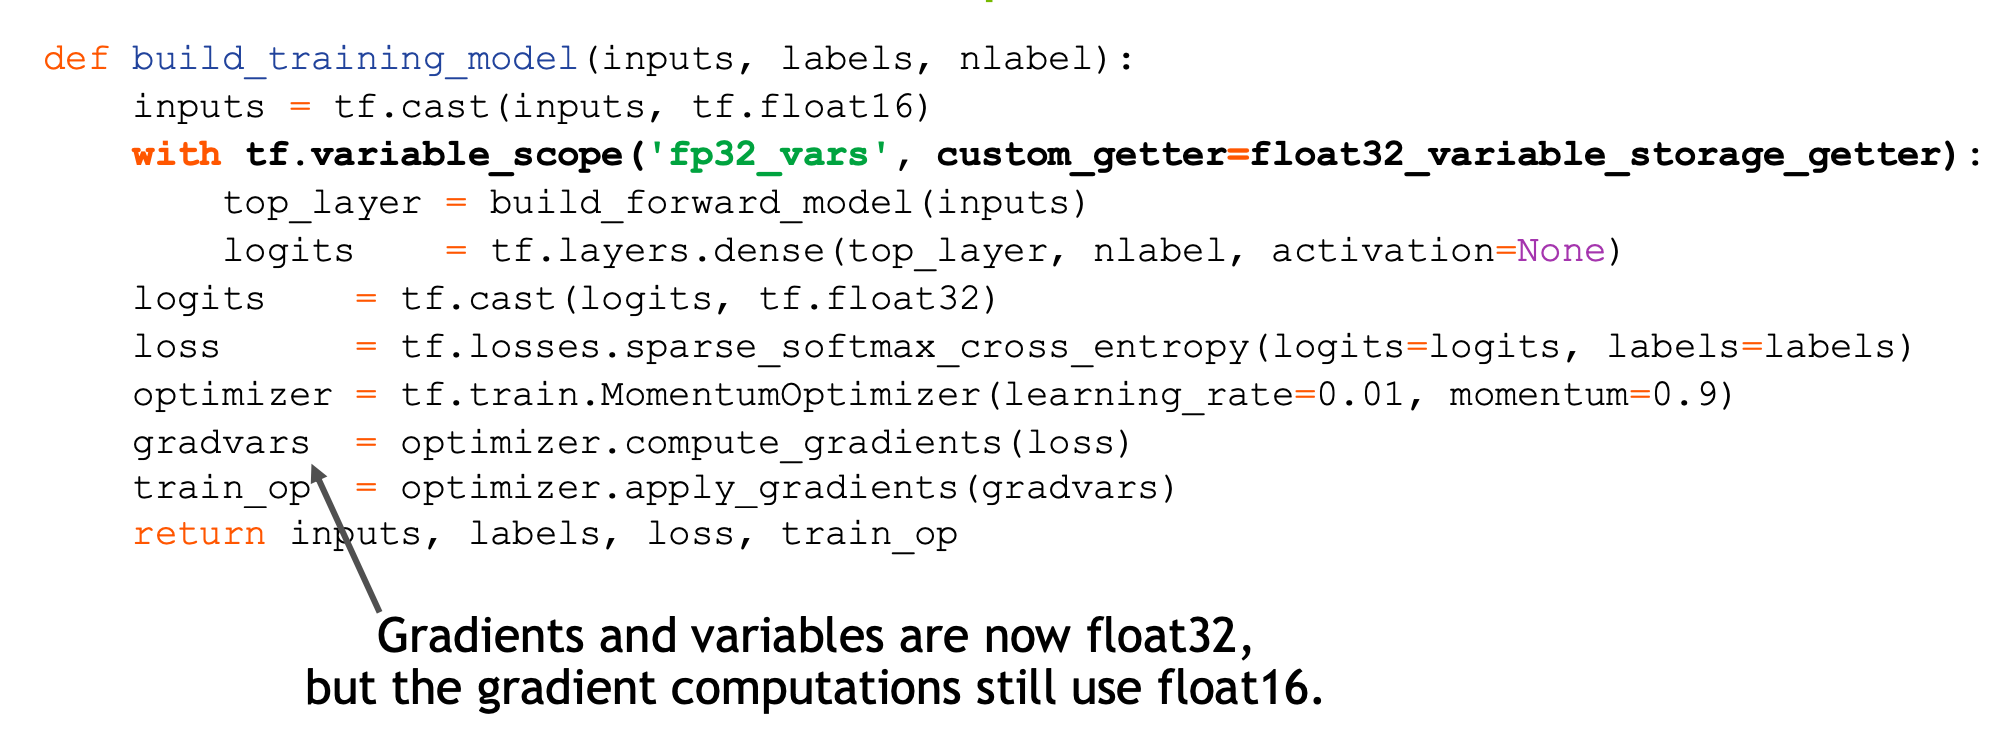 def build_training_model(inputs, labels, nlabel):
    inputs = tf.cast(inputs, tf.float16)
    with tf.variable_scope('fp32_vars', custom_getter=float32_variable_storage_getter):
        top_layer = build_forward_model(inputs)
        logits    = tf.layers.dense(top_layer, nlabel, activation=None)
    logits    = tf.cast(logits, tf.float32)
    loss      = tf.losses.sparse_softmax_cross_entropy(logits=logits, labels=labels)
    optimizer = tf.train.MomentumOptimizer(learning_rate=0.01, momentum=0.9)
    gradvars  = optimizer.compute_gradients(loss)
    train_op  = optimizer.apply_gradients(gradvars)
    return inputs, labels, loss, train_op
Gradients and variables are now float32,
but the gradient computations still use float16.